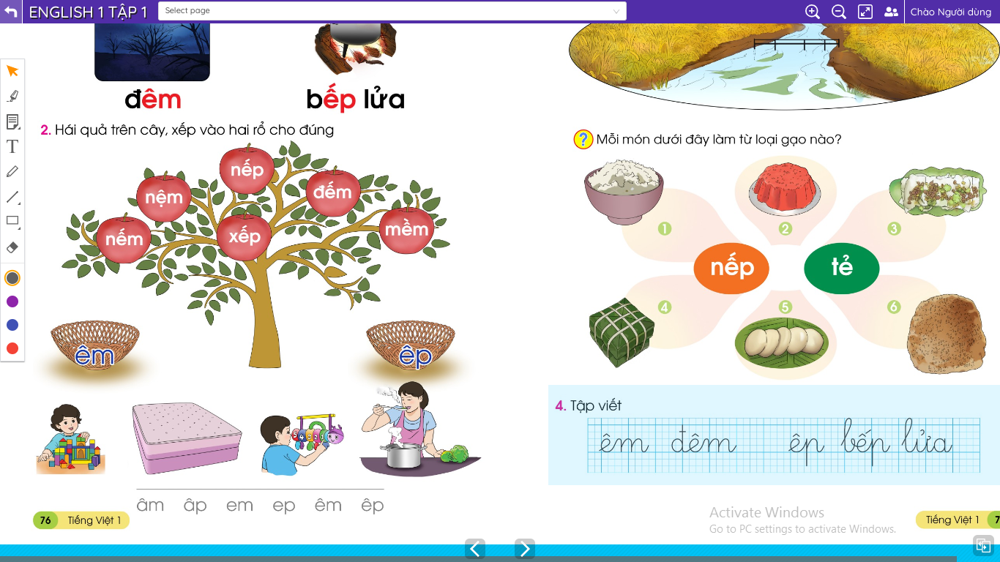 ENGLISH 1 TẬP 1
Select page
Chào Người dùng
T
đêm
bếp lửa
2. Hái quả trên cây, xếp vào hai rổ cho đúng
nếp
nệm
đếm
nếm
xếp
mềm
êm
êp
âm âp em ep êm êp
76 Tiếng Việt 1
? Mỗi món dưới đây làm từ loại gạo nào?
1
2
3
nếp
tẻ
4
5
6
4. Tập viết
êm đêm êp bếp lửa
Activate Windows
Go to PC settings to activate Windows.
Tiếng Việt 1